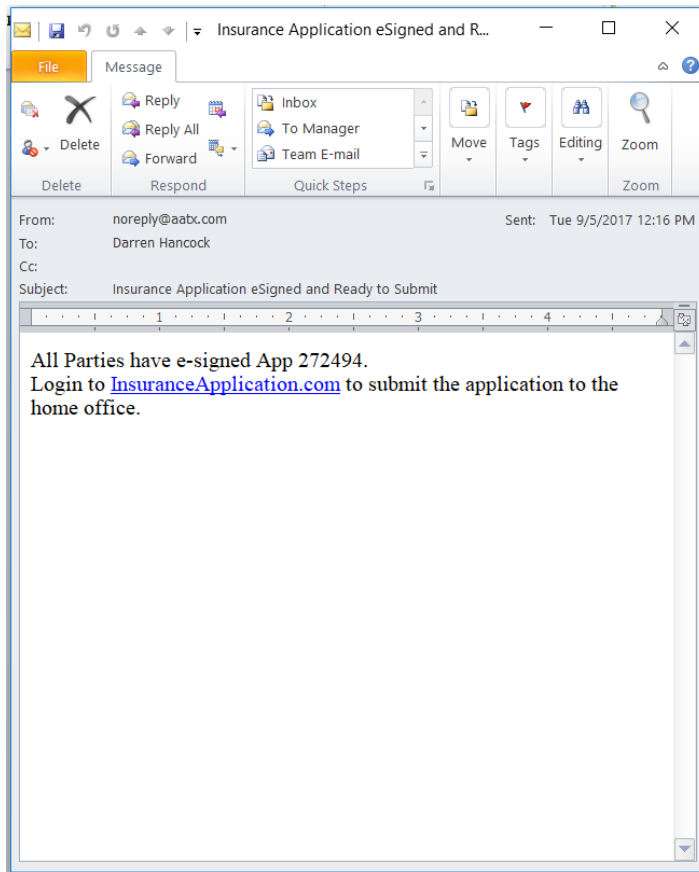 Insurance Application eSigned and R...
File Message
Reply
Reply All
Forward
Delete
Inbox
To Manager
Team E-mail
Move
Tags
Editing
Zoom
Delete Respond Quick Steps Zoom
From: noreply@aatx.com Sent: Tue 9/5/2017 12:16 PM
To: Darren Hancock
Cc:
Subject: Insurance Application eSigned and Ready to Submit
1 2 3 4
All Parties have e-signed App 272494.
Login to InsuranceApplication.com to submit the application to the
home office.